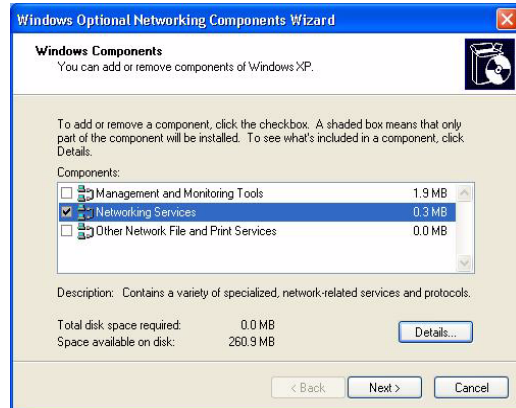 Windows Optional Networking Components Wizard
Windows Components
You can add or remove components of Windows XP.
To add or remove a component, click the checkbox. A shaded box means that only
part of the component will be installed. To see what's included in a component, click
Details.
Components:
Management and Monitoring Tools 1.9 MB
Networking Services 0.3 MB
Other Network File and Print Services 0.0 MB
Description: Contains a variety of specialized, network-related services and protocols.
Total disk space required: 0.0 MB
Space available on disk: 260.9 MB
Details...
< Back Next > Cancel